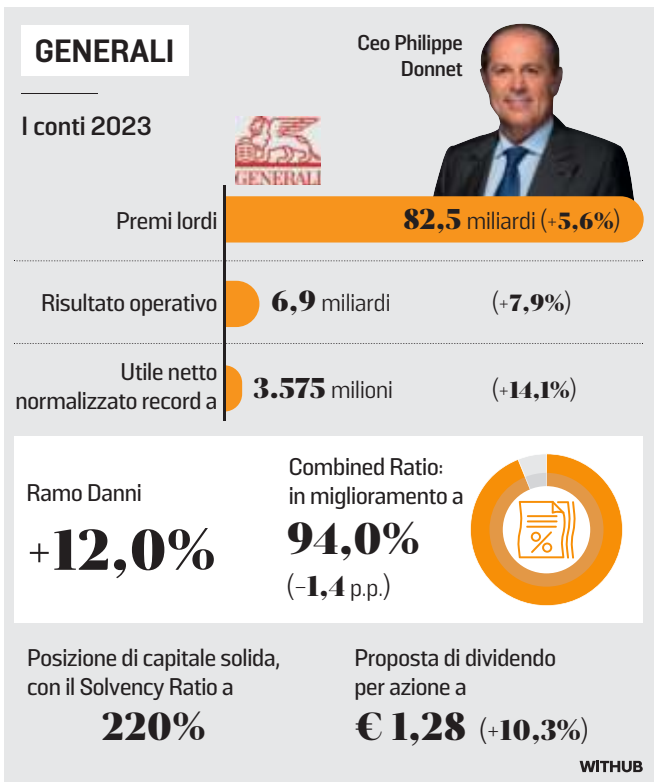 GENERALI
Ceo Philippe
Donnet
I conti 2023
GENERALI
Premi lordi
82,5 miliardi (+5,6%)
Risultato operativo
6,9 miliardi
(+7,9%)
Utile netto
normalizzato record a
3.575 milioni
(+14,1%)
Ramo Danni
+12,0%
Combined Ratio:
in miglioramento a
94,0%
(–1,4 p.p.)
%
Posizione di capitale solida,
con il Solvency Ratio a
220%
Proposta di dividendo
per azione a
€ 1,28 (+10,3%)
WITHUB